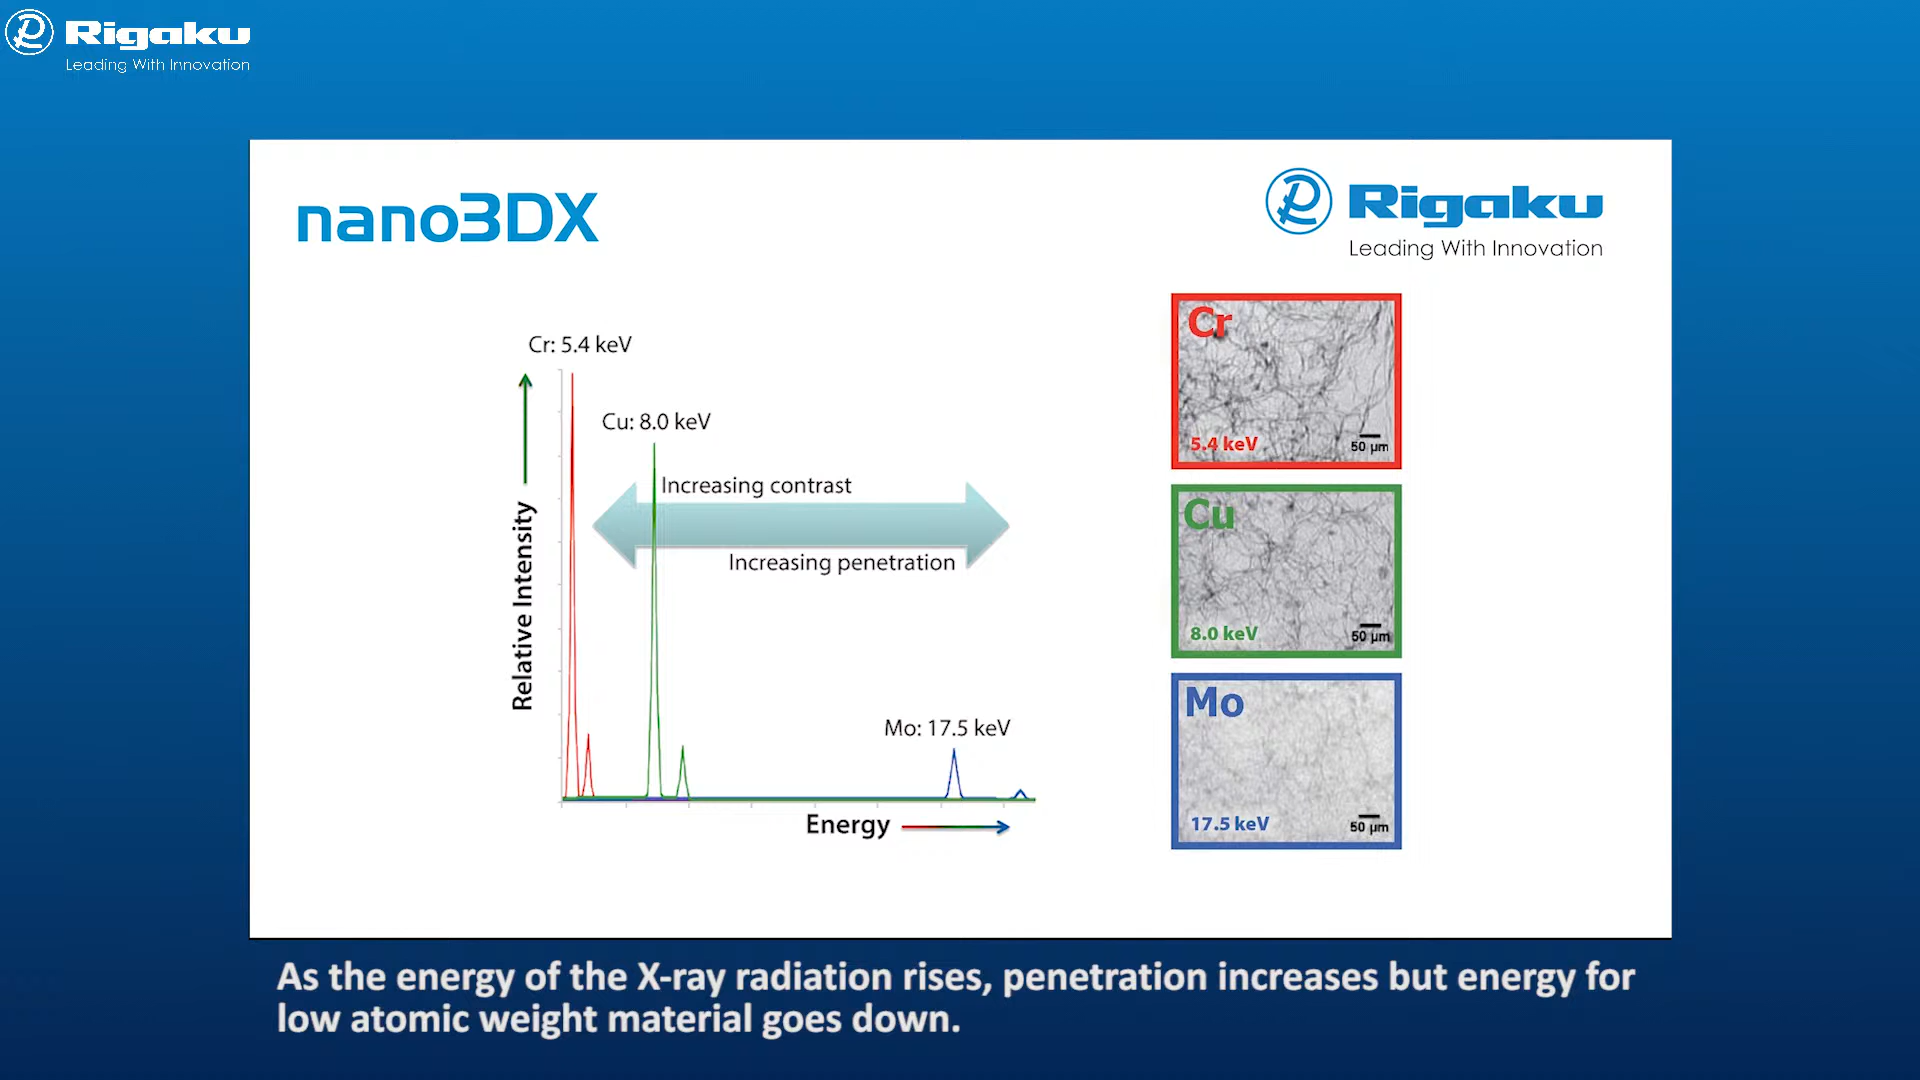 Rigaku
Leading With Innovation
nano3DX
Rigaku
Leading With Innovation
Cr: 5.4 keV
Cu: 8.0 keV
Increasing contrast
Increasing penetration
Mo: 17.5 keV
Relative Intensity
Energy
Cr
5.4 keV
50 µm
Cu
8.0 keV
50 µm
Mo
17.5 keV
50 µm
As the energy of the X-ray radiation rises, penetration increases but energy for
low atomic weight material goes down.